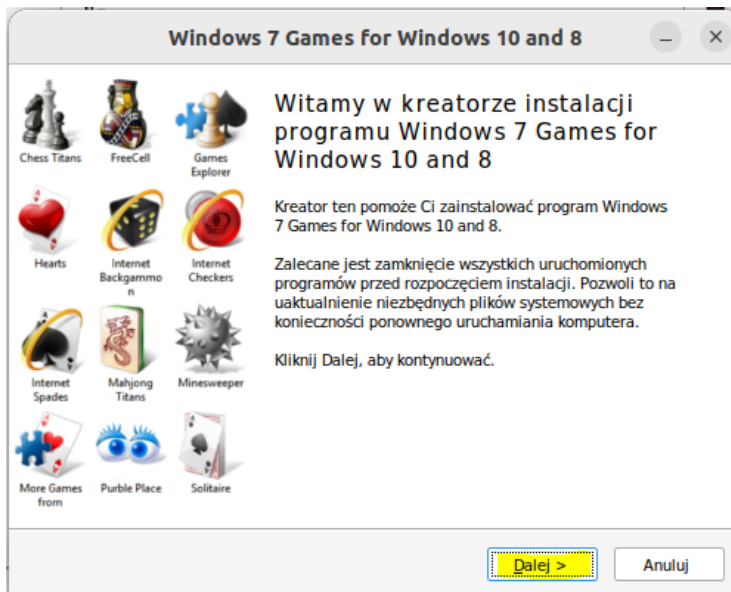 Windows 7 Games for Windows 10 and 8
Chess Titans
FreeCell
Games
Explorer
Hearts
Internet
Backgammo
n
Internet
Checkers
Internet
Spades
Mahjong
Titans
Minesweeper
More Games
from
Purble Place
Solitaire
Witamy w kreatorze instalacji
programu Windows 7 Games for
Windows 10 and 8
Kreator ten pomoże Ci zainstalować program Windows
7 Games for Windows 10 and 8.
Zalecane jest zamknięcie wszystkich uruchomionych
programów przed rozpoczęciem instalacji. Pozwoli to na
uaktualnienie niezbędnych plików systemowych bez
konieczności ponownego uruchamiania komputera.
Kliknij Dalej, aby kontynuować.
Dalej >
Anuluj